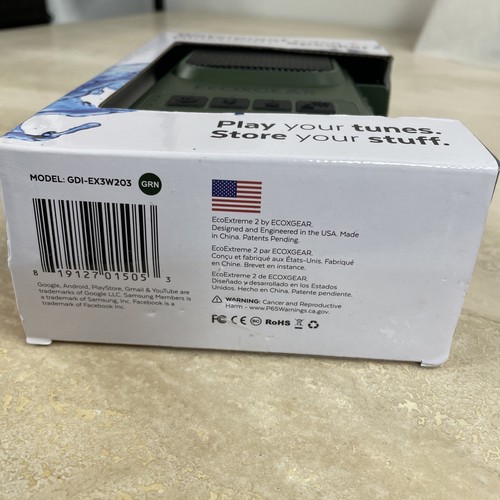 ECOXGEAR
Play your tunes.
Store your stuff.
MODEL: GDI-EX3W203 GRN
8 19127 01505 3
Google, Android, PlayStore, Gmail & YouTube are
trademarks of Google LLC. Samsung Members is
a trademark of Samsung, Inc. Facebook is a
trademark of Facebook Inc.
EcoExtreme 2 by ECOXGEAR.
Designed and Engineered in the USA. Made
in China. Patents Pending.
EcoExtreme 2 par ECOXGEAR.
Conçu et fabriqué aux États-Unis. Fabriqué
en Chine. Brevet en instance.
EcoExtreme 2 de ECOXGEAR.
Diseñado y desarrollado en los Estados
Unidos. Hecho en China. Patente pendiente.
WARNING: Cancer and Reproductive
Harm - www.P65Warnings.ca.gov.
FC CE RoHS